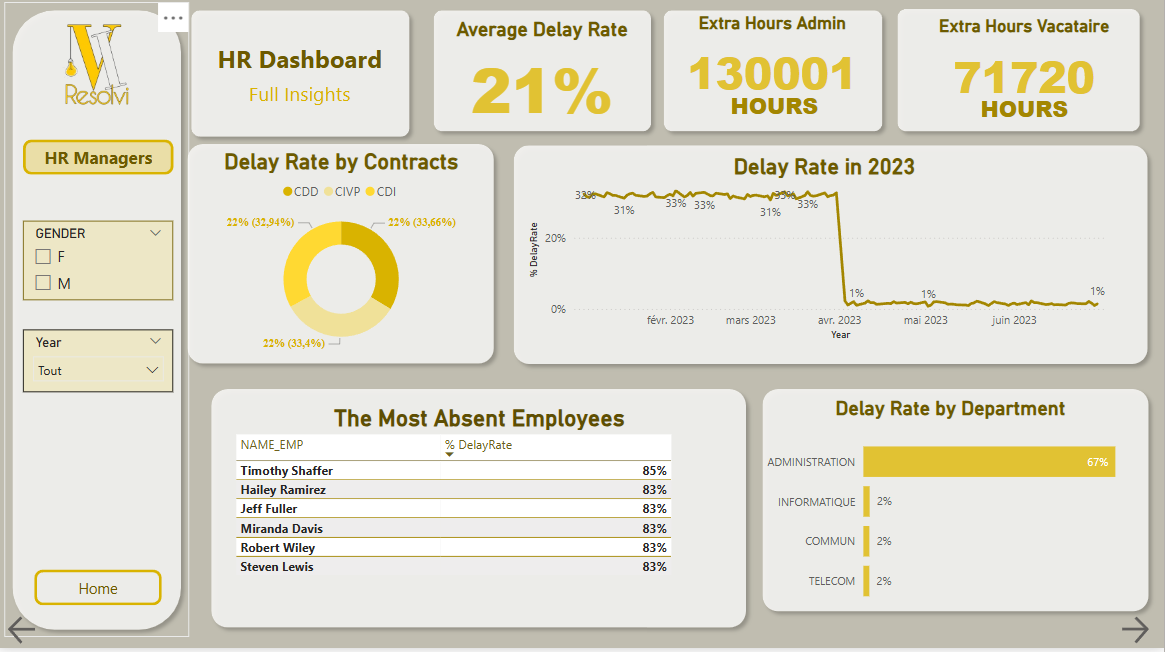 Resolvi
HR Managers
GENDER
F
M
Year
Tout
Home
HR Dashboard
Full Insights
Average Delay Rate
21%
Extra Hours Admin
130001
HOURS
Extra Hours Vacataire
71720
HOURS
Delay Rate by Contracts
CDD CIVP CDI
22% (32,94%)
22% (33,66%)
22% (33,4%)
Delay Rate in 2023
% DelayRate
20%
0%
32%
31%
33%
33%
31%
33%
33%
1%
1%
1%
févr. 2023 mars 2023 avr. 2023 mai 2023 juin 2023
Year
The Most Absent Employees
NAME_EMP % DelayRate
Timothy Shaffer 85%
Hailey Ramirez 83%
Jeff Fuller 83%
Miranda Davis 83%
Robert Wiley 83%
Steven Lewis 83%
Delay Rate by Department
ADMINISTRATION 67%
INFORMATIQUE 2%
COMMUN 2%
TELECOM 2%